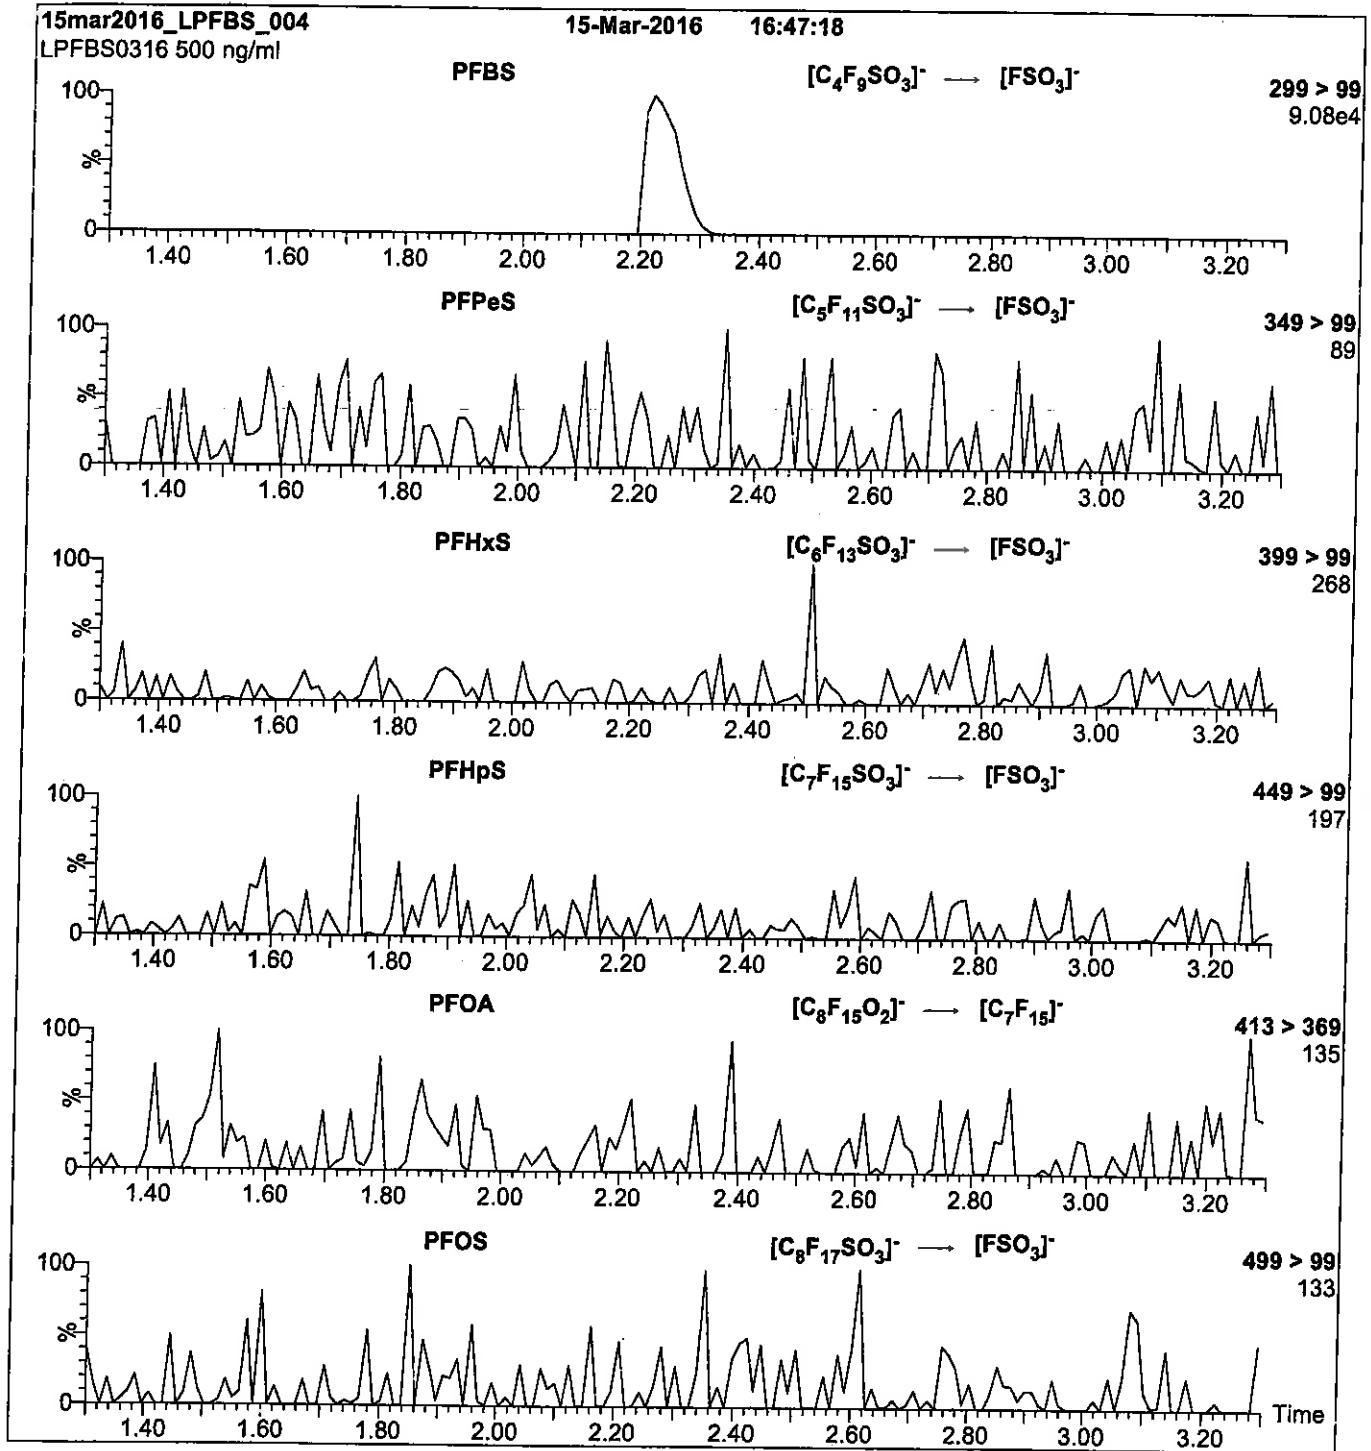 15mar2016_LPFBS_004 15-Mar-2016 16:47:18
LPFBS0316 500 ng/ml
PFBS [C₄F₉SO₃]⁻ → [FSO₃]⁻ 299 > 99
9.08e4
100
%
0
1.40 1.60 1.80 2.00 2.20 2.40 2.60 2.80 3.00 3.20
PFPeS [C₅F₁₁SO₃]⁻ → [FSO₃]⁻ 349 > 99
89
100
%
0
1.40 1.60 1.80 2.00 2.20 2.40 2.60 2.80 3.00 3.20
PFHxS [C₆F₁₃SO₃]⁻ → [FSO₃]⁻ 399 > 99
268
100
%
0
1.40 1.60 1.80 2.00 2.20 2.40 2.60 2.80 3.00 3.20
PFHpS [C₇F₁₅SO₃]⁻ → [FSO₃]⁻ 449 > 99
197
100
%
0
1.40 1.60 1.80 2.00 2.20 2.40 2.60 2.80 3.00 3.20
PFOA [C₈F₁₅O₂]⁻ → [C₇F₁₅]⁻ 413 > 369
135
100
%
0
1.40 1.60 1.80 2.00 2.20 2.40 2.60 2.80 3.00 3.20
PFOS [C₈F₁₇SO₃]⁻ → [FSO₃]⁻ 499 > 99
133
100
%
0
Time
1.40 1.60 1.80 2.00 2.20 2.40 2.60 2.80 3.00 3.20